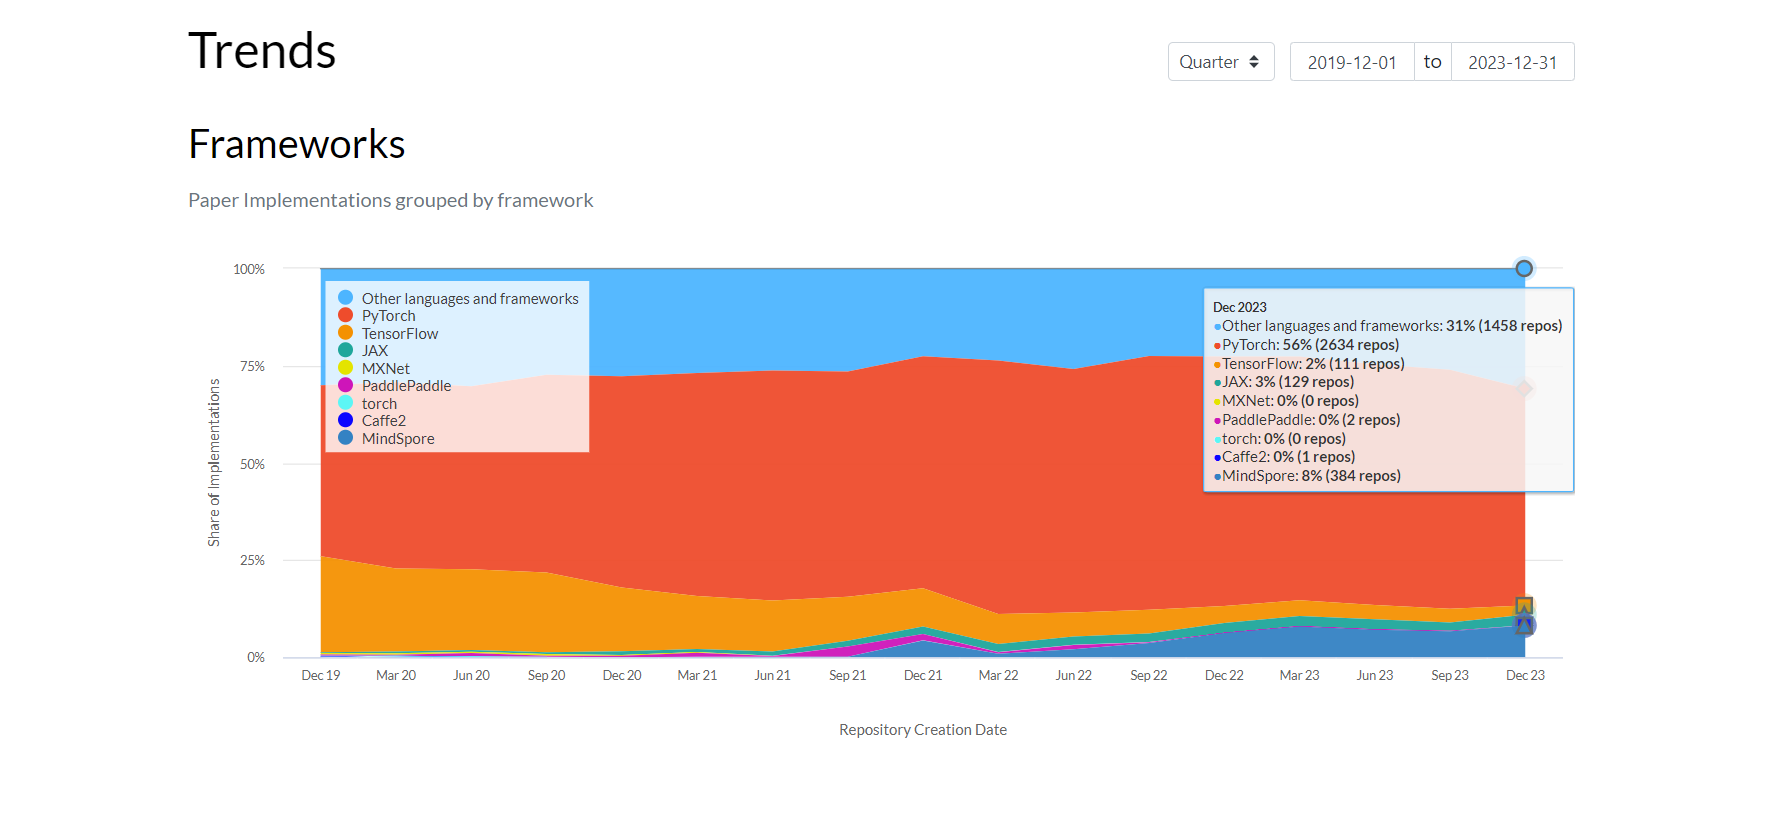 Trends
Quarter
2019-12-01 to 2023-12-31
Frameworks
Paper Implementations grouped by framework
Share of Implementations
100%
75%
50%
25%
0%
Other languages and frameworks
PyTorch
TensorFlow
JAX
MXNet
PaddlePaddle
torch
Caffe2
MindSpore
Dec 2023
Other languages and frameworks: 31% (1458 repos)
PyTorch: 56% (2634 repos)
TensorFlow: 2% (111 repos)
JAX: 3% (129 repos)
MXNet: 0% (0 repos)
PaddlePaddle: 0% (2 repos)
torch: 0% (0 repos)
Caffe2: 0% (1 repos)
MindSpore: 8% (384 repos)
Dec 19 Mar 20 Jun 20 Sep 20 Dec 20 Mar 21 Jun 21 Sep 21 Dec 21 Mar 22 Jun 22 Sep 22 Dec 22 Mar 23 Jun 23 Sep 23 Dec 23
Repository Creation Date